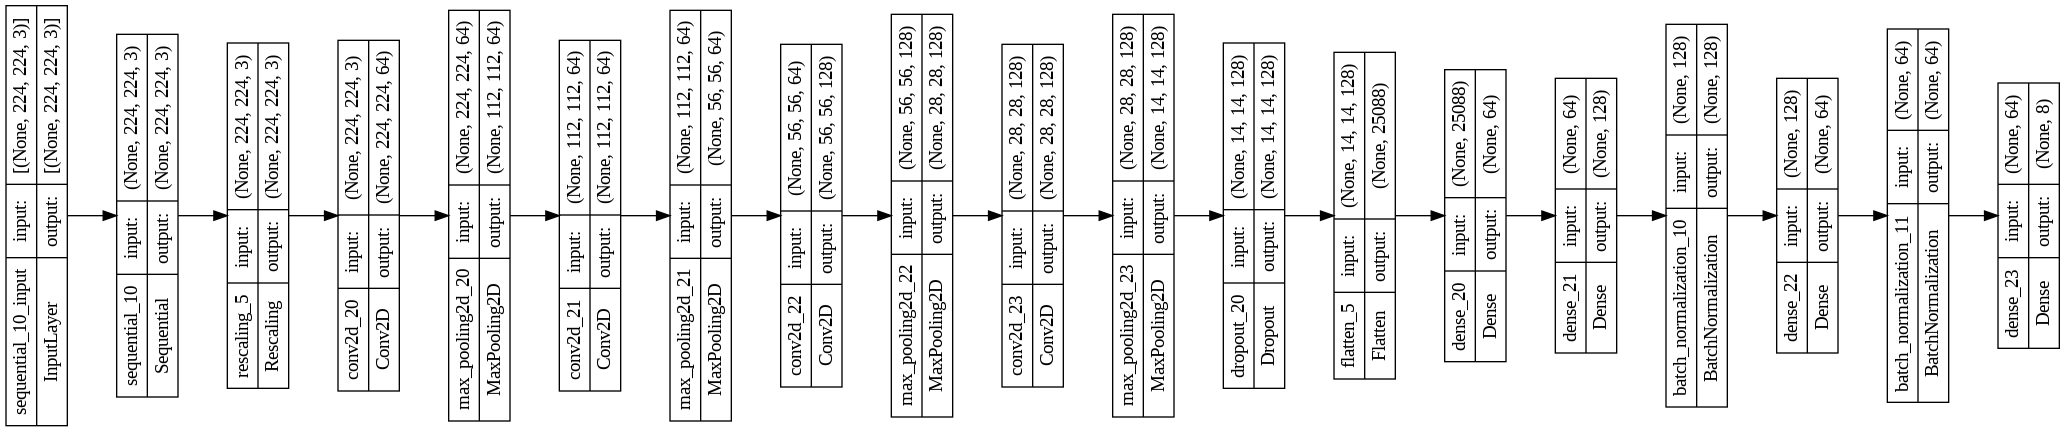 sequential_10_input
InputLayer
input:
output:
[(None, 224, 224, 3)]
[(None, 224, 224, 3)]
sequential_10
Sequential
input:
output:
(None, 224, 224, 3)
(None, 224, 224, 3)
rescaling_5
Rescaling
input:
output:
(None, 224, 224, 3)
(None, 224, 224, 3)
conv2d_20
Conv2D
input:
output:
(None, 224, 224, 3)
(None, 224, 224, 64)
max_pooling2d_20
MaxPooling2D
input:
output:
(None, 224, 224, 64)
(None, 112, 112, 64)
conv2d_21
Conv2D
input:
output:
(None, 112, 112, 64)
(None, 112, 112, 64)
max_pooling2d_21
MaxPooling2D
input:
output:
(None, 112, 112, 64)
(None, 56, 56, 64)
conv2d_22
Conv2D
input:
output:
(None, 56, 56, 64)
(None, 56, 56, 128)
max_pooling2d_22
MaxPooling2D
input:
output:
(None, 56, 56, 128)
(None, 28, 28, 128)
conv2d_23
Conv2D
input:
output:
(None, 28, 28, 128)
(None, 28, 28, 128)
max_pooling2d_23
MaxPooling2D
input:
output:
(None, 28, 28, 128)
(None, 14, 14, 128)
dropout_20
Dropout
input:
output:
(None, 14, 14, 128)
(None, 14, 14, 128)
flatten_5
Flatten
input:
output:
(None, 14, 14, 128)
(None, 25088)
dense_20
Dense
input:
output:
(None, 25088)
(None, 64)
dense_21
Dense
input:
output:
(None, 64)
(None, 128)
batch_normalization_10
BatchNormalization
input:
output:
(None, 128)
(None, 128)
dense_22
Dense
input:
output:
(None, 128)
(None, 64)
batch_normalization_11
BatchNormalization
input:
output:
(None, 64)
(None, 64)
dense_23
Dense
input:
output:
(None, 64)
(None, 8)